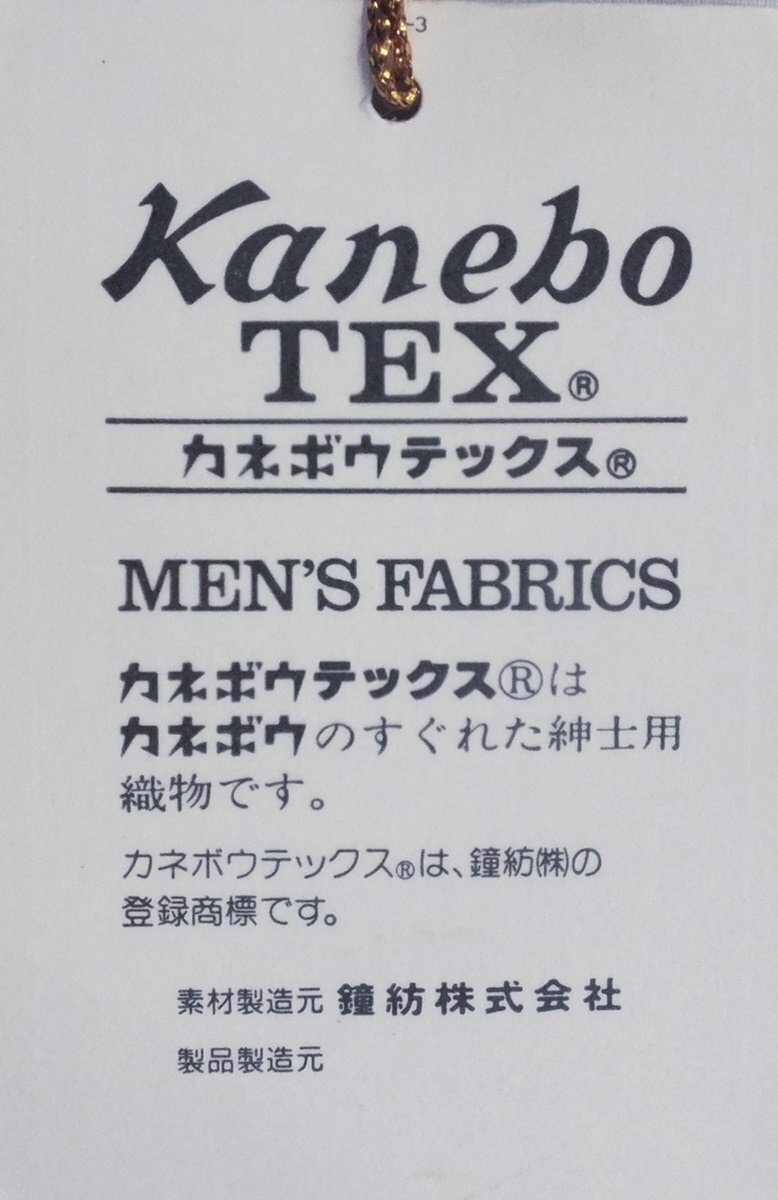 -3
Kanebo
TEX®
カネボウテックス®
MEN'S FABRICS
カネボウテックス®は
カネボウのすぐれた紳士用
織物です。
カネボウテックス®は、鐘紡㈱の
登録商標です。
素材製造元 鐘紡株式会社
製品製造元